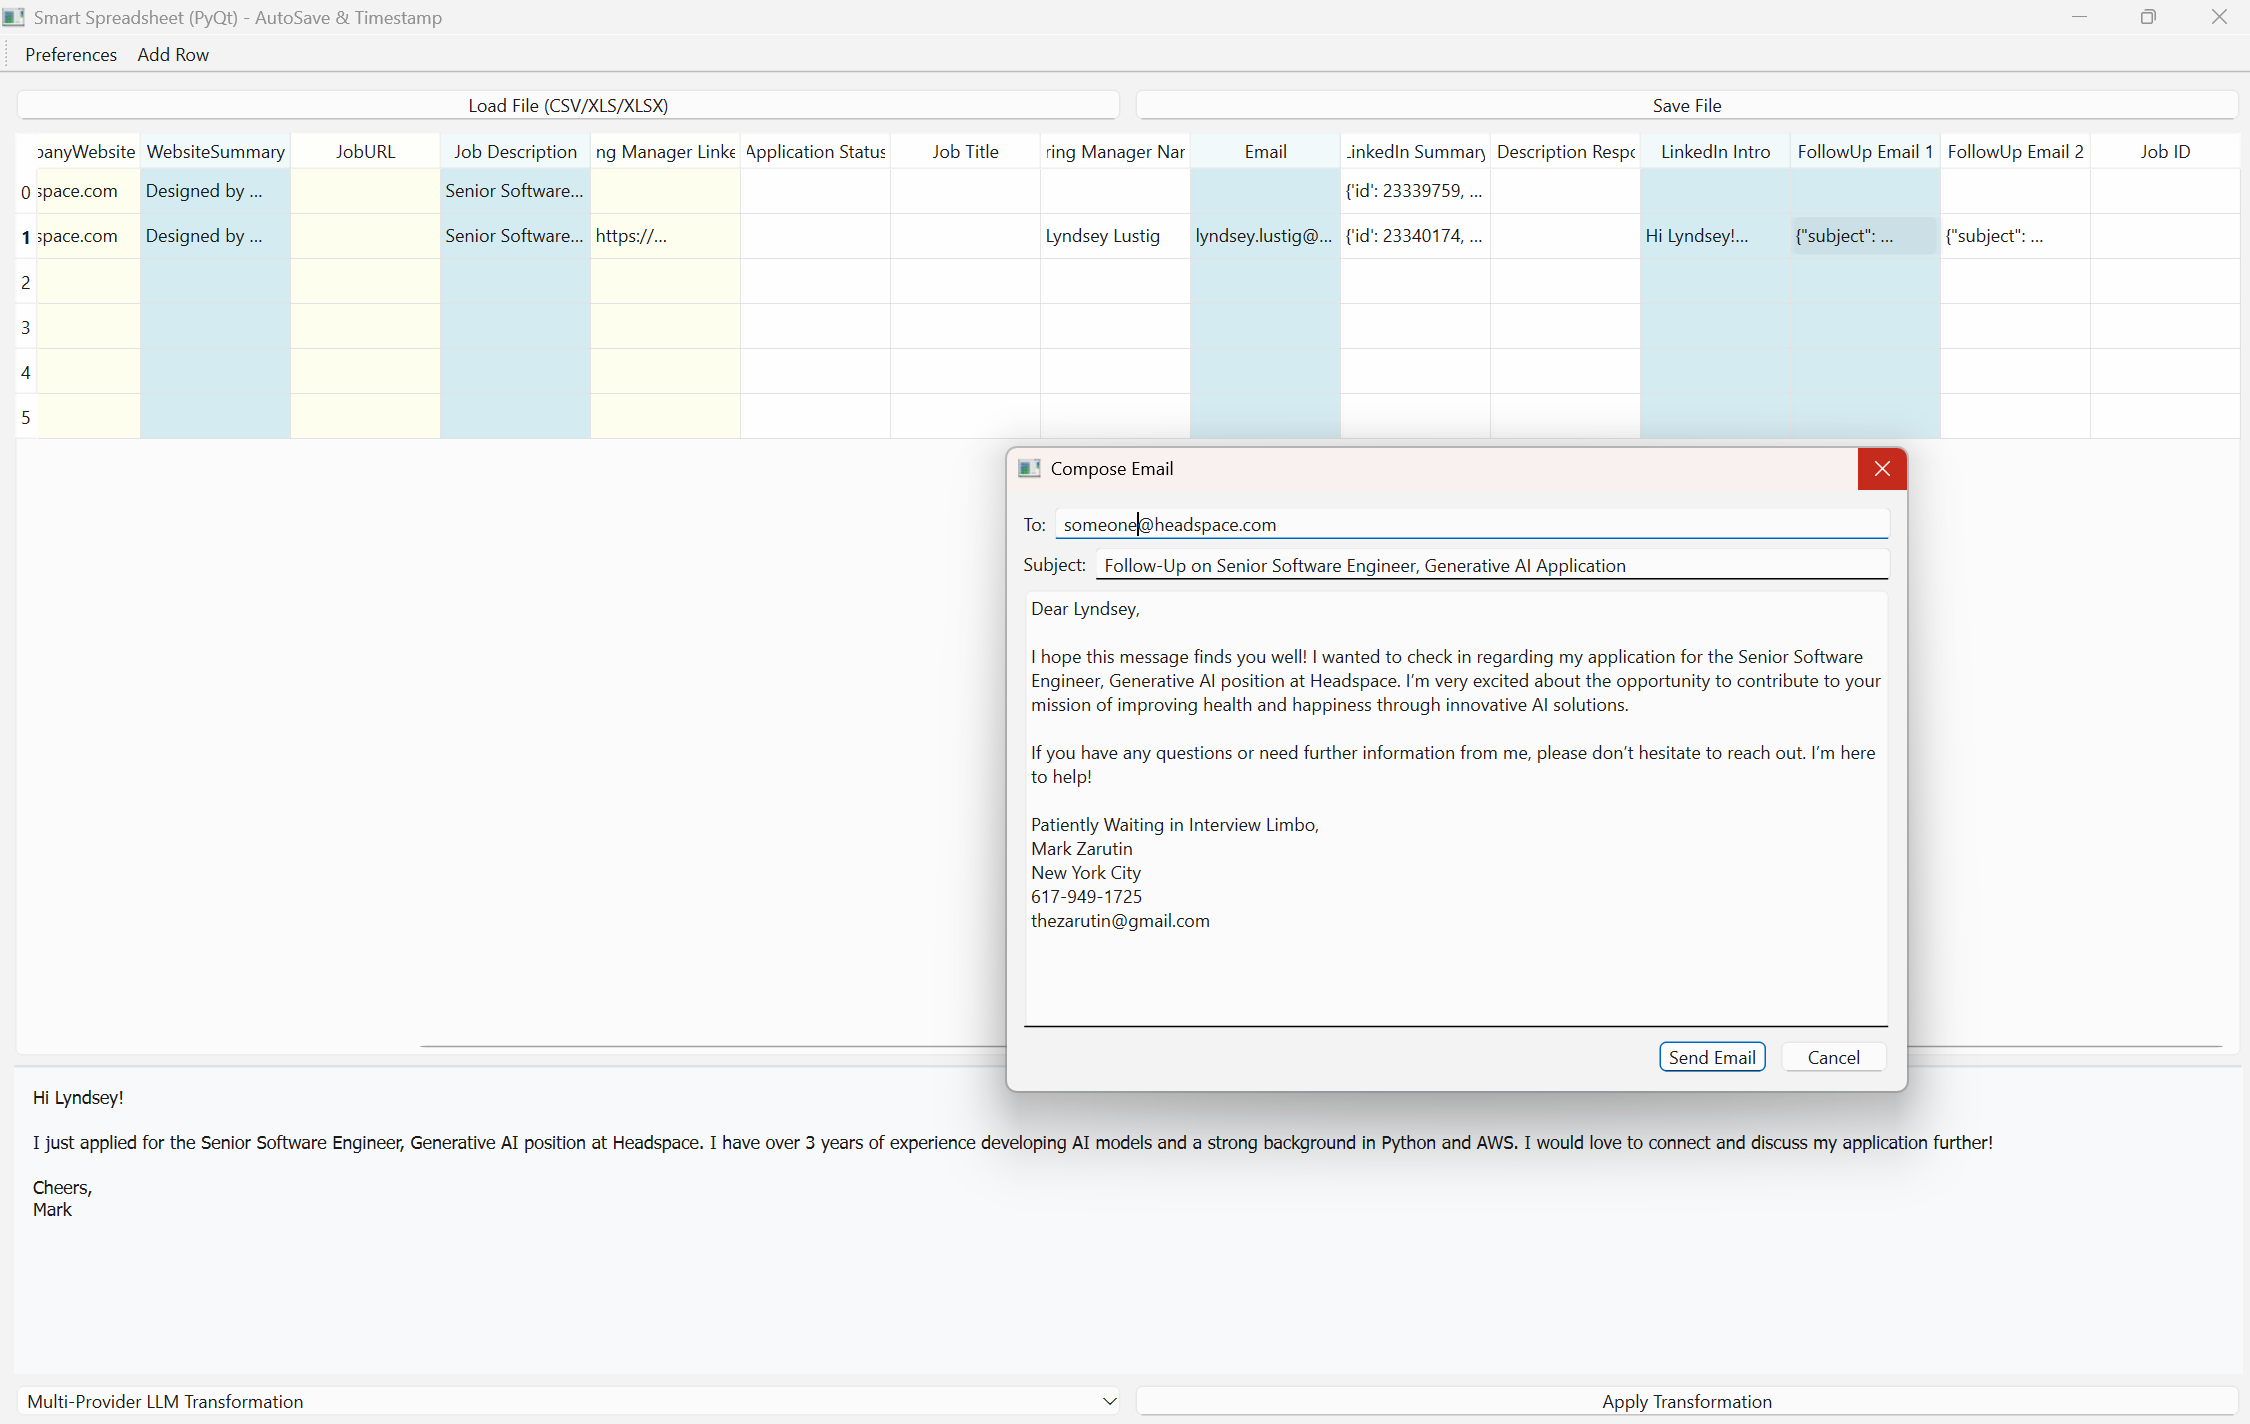 Smart Spreadsheet (PyQt) - AutoSave & Timestamp
Preferences Add Row
Load File (CSV/XLS/XLSX) Save File
panyWebsite WebsiteSummary JobURL Job Description ng Manager Linke Application Status Job Title ring Manager Nar Email LinkedIn Summary Description Respo LinkedIn Intro FollowUp Email 1 FollowUp Email 2 Job ID
0 space.com Designed by ... Senior Software... {'id': 23339759, ...
1 space.com Designed by ... Senior Software... https://... Lyndsey Lustig lyndsey.lustig@... {'id': 23340174, ... Hi Lyndsey!... {"subject": ... {"subject": ...
2
3
4
5
Compose Email
To: someone@headspace.com
Subject: Follow-Up on Senior Software Engineer, Generative AI Application
Dear Lyndsey,
I hope this message finds you well! I wanted to check in regarding my application for the Senior Software
Engineer, Generative AI position at Headspace. I'm very excited about the opportunity to contribute to your
mission of improving health and happiness through innovative AI solutions.
If you have any questions or need further information from me, please don't hesitate to reach out. I'm here
to help!
Patiently Waiting in Interview Limbo,
Mark Zarutin
New York City
617-949-1725
thezarutin@gmail.com
Send Email Cancel
Hi Lyndsey!
I just applied for the Senior Software Engineer, Generative AI position at Headspace. I have over 3 years of experience developing AI models and a strong background in Python and AWS. I would love to connect and discuss my application further!
Cheers,
Mark
Multi-Provider LLM Transformation Apply Transformation